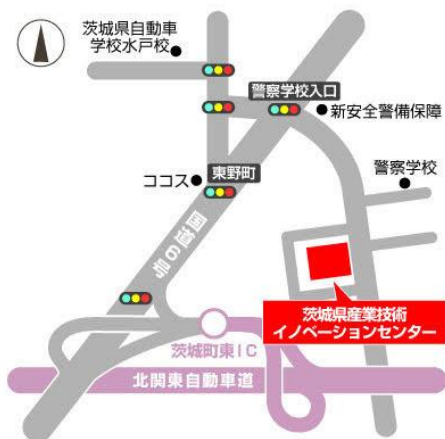 茨城県自動車
学校水戸校
警察学校入口
新安全警備保障
警察学校
ココス
東野町
国道6号
茨城県産業技術
イノベーションセンター
茨城町東IC
北関東自動車道